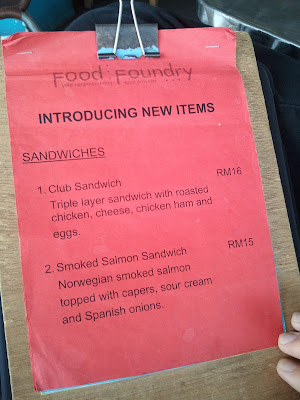 Food:Foundry
INTRODUCING NEW ITEMS
SANDWICHES
1. Club Sandwich RM16
Triple layer sandwich with roasted
chicken, cheese, chicken ham and
eggs.
2. Smoked Salmon Sandwich RM15
Norwegian smoked salmon
topped with capers, sour cream
and Spanish onions.